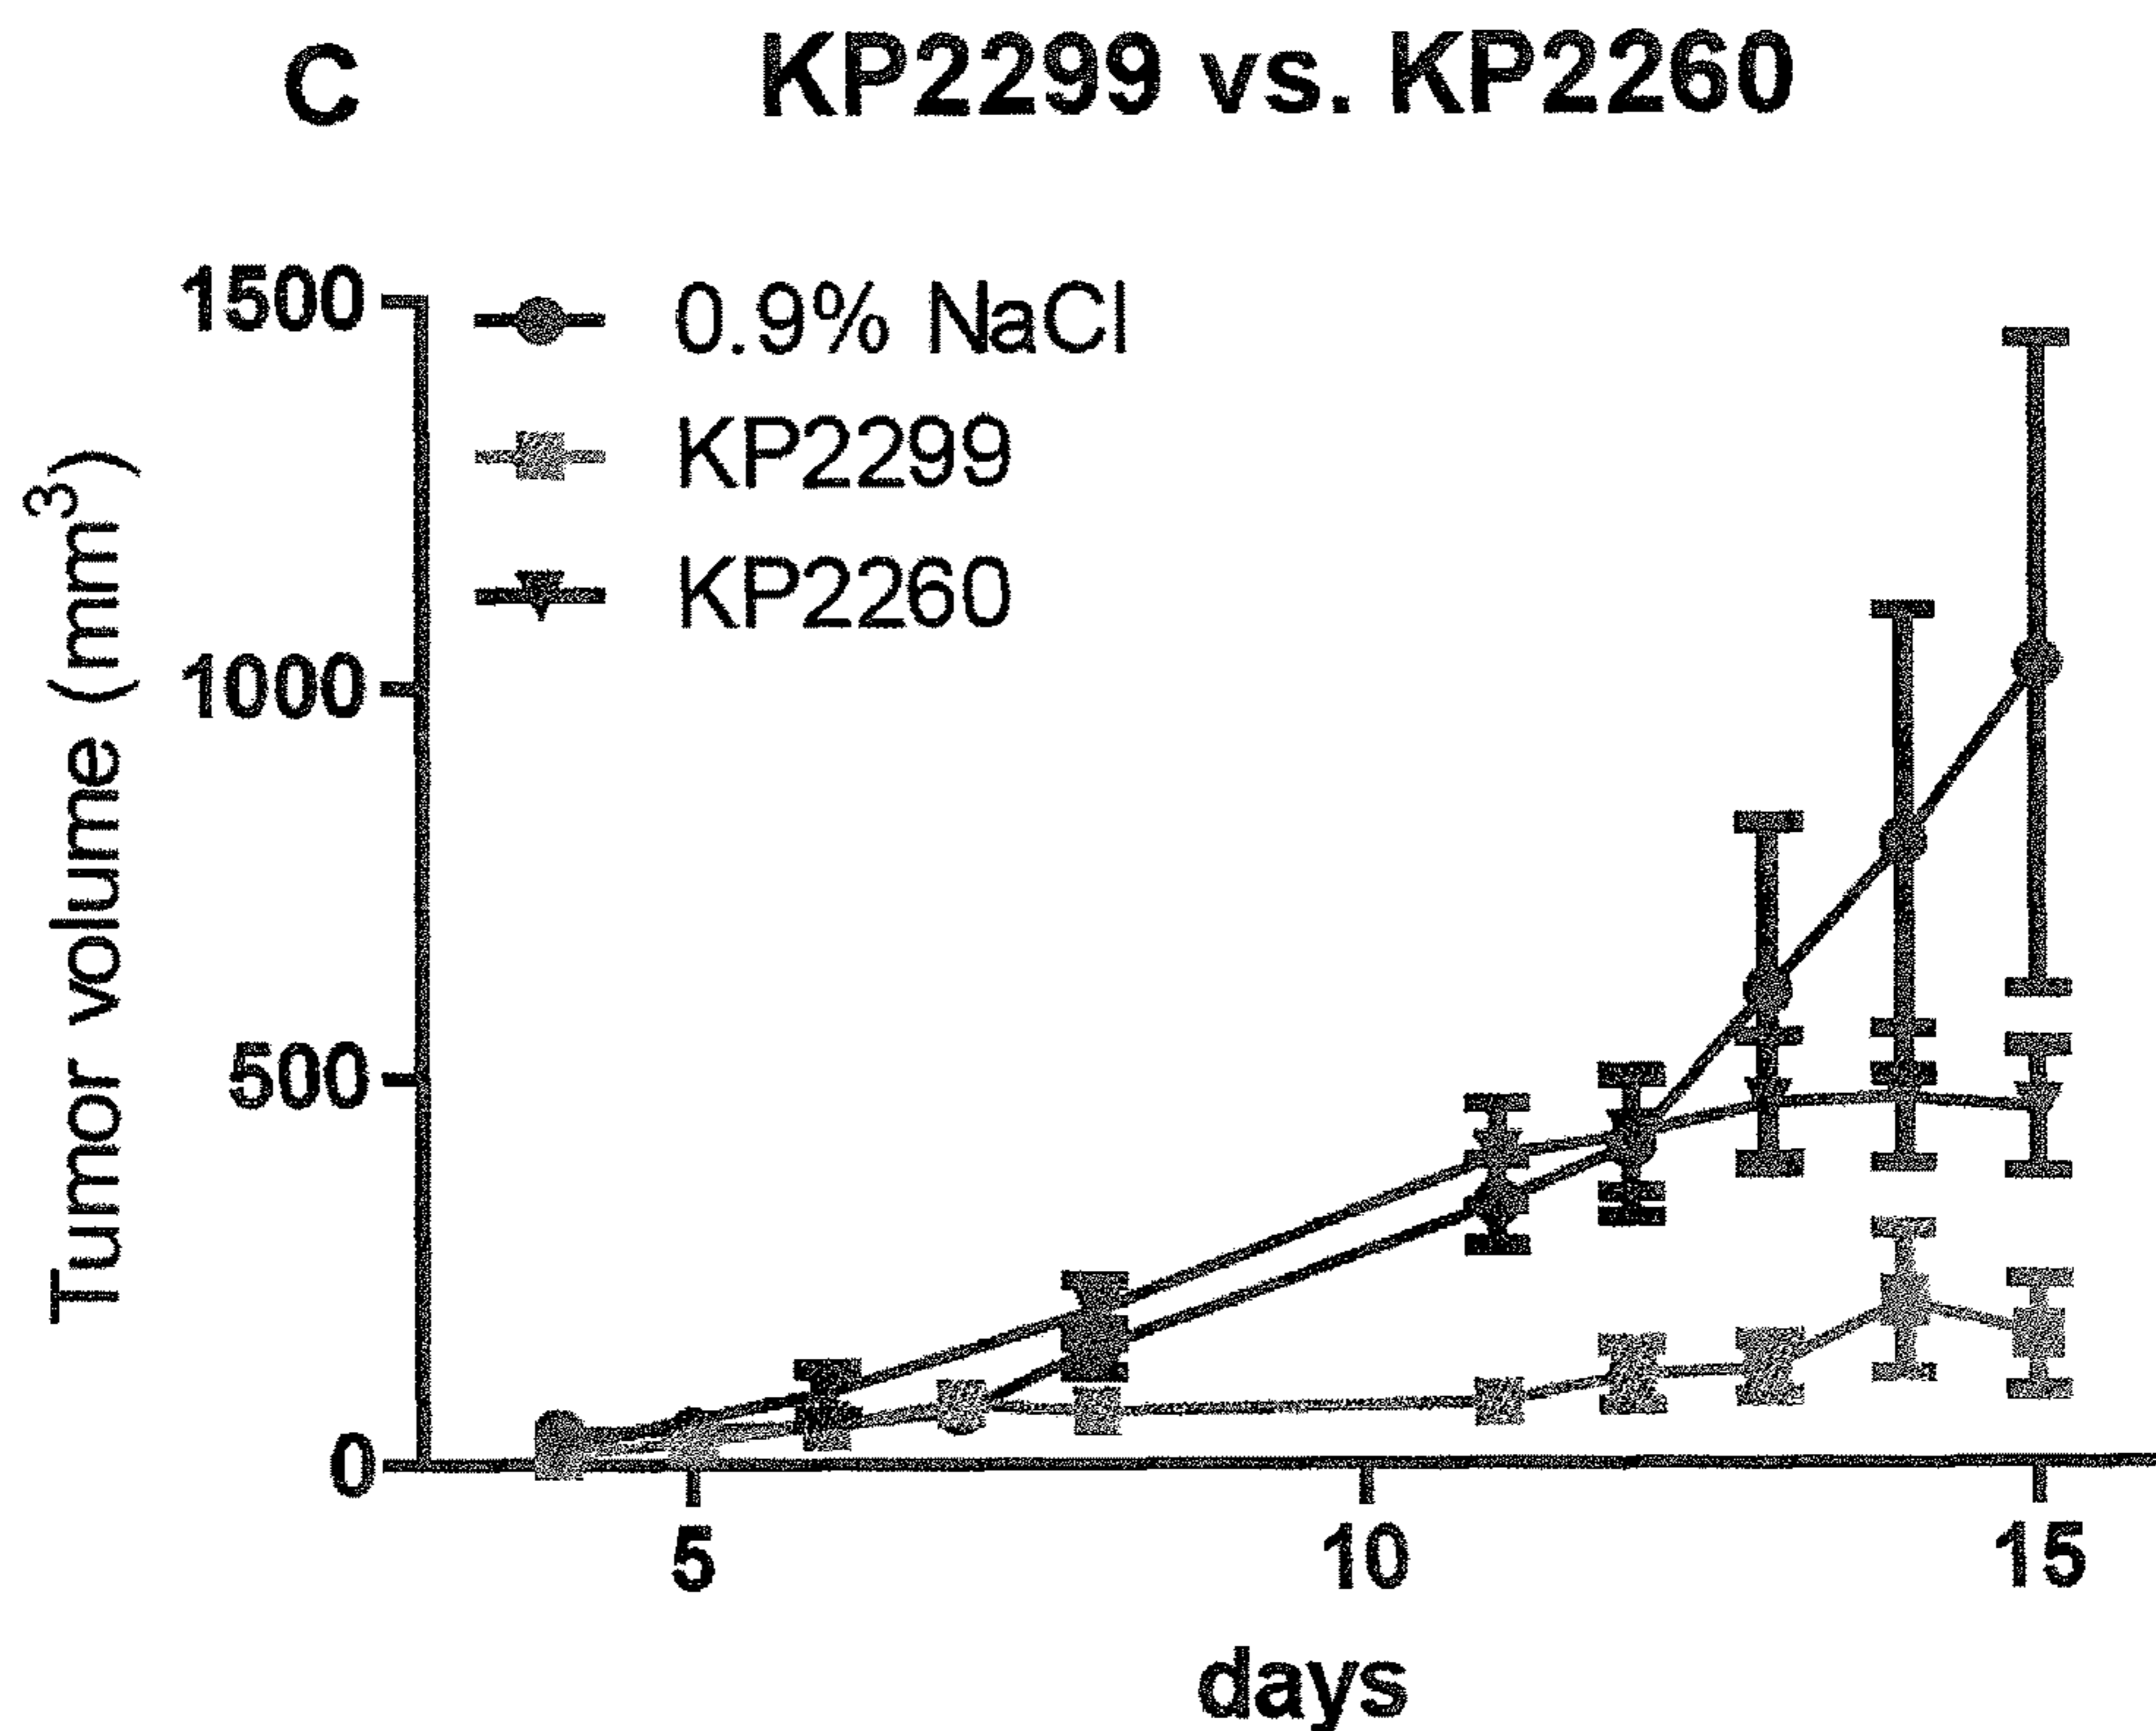 C KP2299 vs. KP2260
1500
1000
500
0
Tumor volume (mm³)
0.9% NaCl
KP2299
KP2260
5 10 15
days